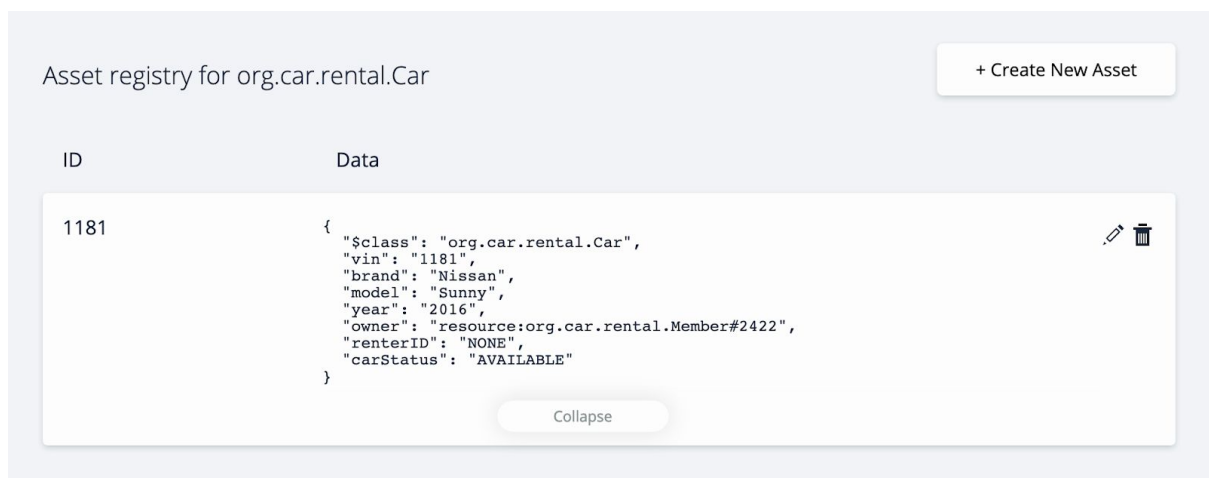 Asset registry for org.car.rental.Car
+ Create New Asset
ID Data
1181
{
"$class": "org.car.rental.Car",
"vin": "1181",
"brand": "Nissan",
"model": "Sunny",
"year": "2016",
"owner": "resource:org.car.rental.Member#2422",
"renterID": "NONE",
"carStatus": "AVAILABLE"
}
Collapse